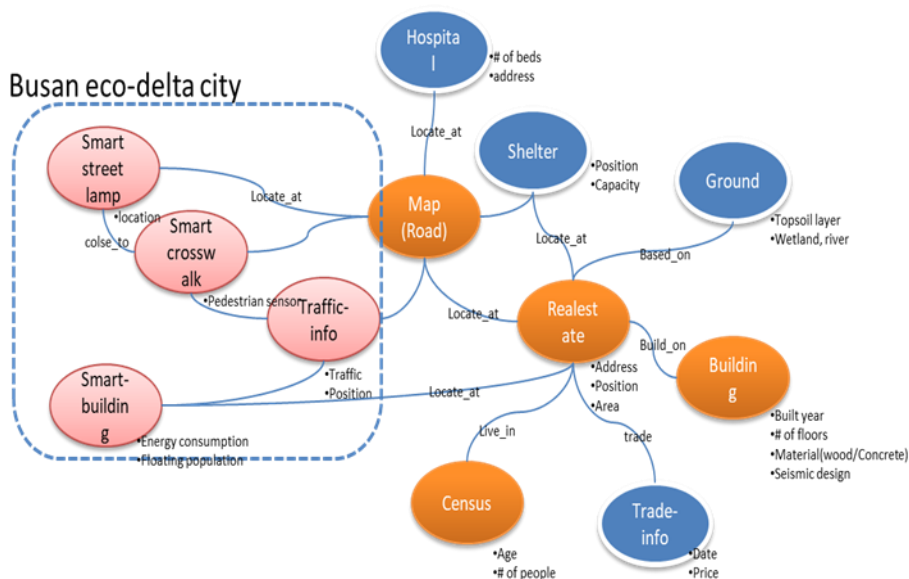 Hospita
l
•# of beds
•address
Busan eco-delta city
Locate_at
Smart
street
lamp
Shelter
•Position
•Capacity
Ground
•Topsoil layer
•Wetland, river
Locate_at
Map
(Road)
•location
colse_to
Smart
crossw
alk
Locate_at
Based_on
•Pedestrian sensor
Traffic-
info
Locate_at
Realest
ate
Build_on
Buildin
g
•Traffic
•Position
•Address
•Position
•Area
Smart-
buildin
g
Locate_at
•Built year
•# of floors
•Material(wood/Concrete)
•Seismic design
•Energy consumption
•Floating population
Live_in
trade
Census
Trade-
info
•Age
•# of people
•Date
•Price